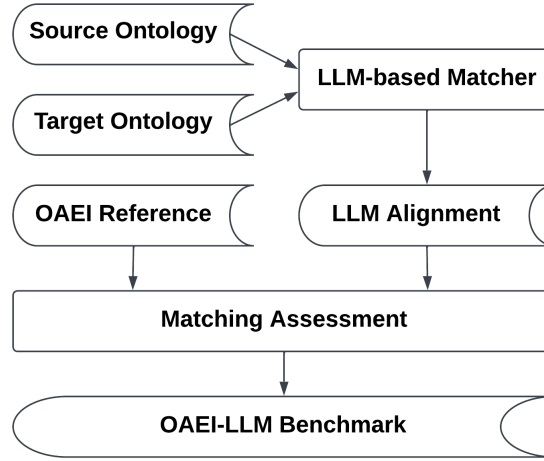 Source Ontology
LLM-based Matcher
Target Ontology
OAEI Reference
LLM Alignment
Matching Assessment
OAEI-LLM Benchmark